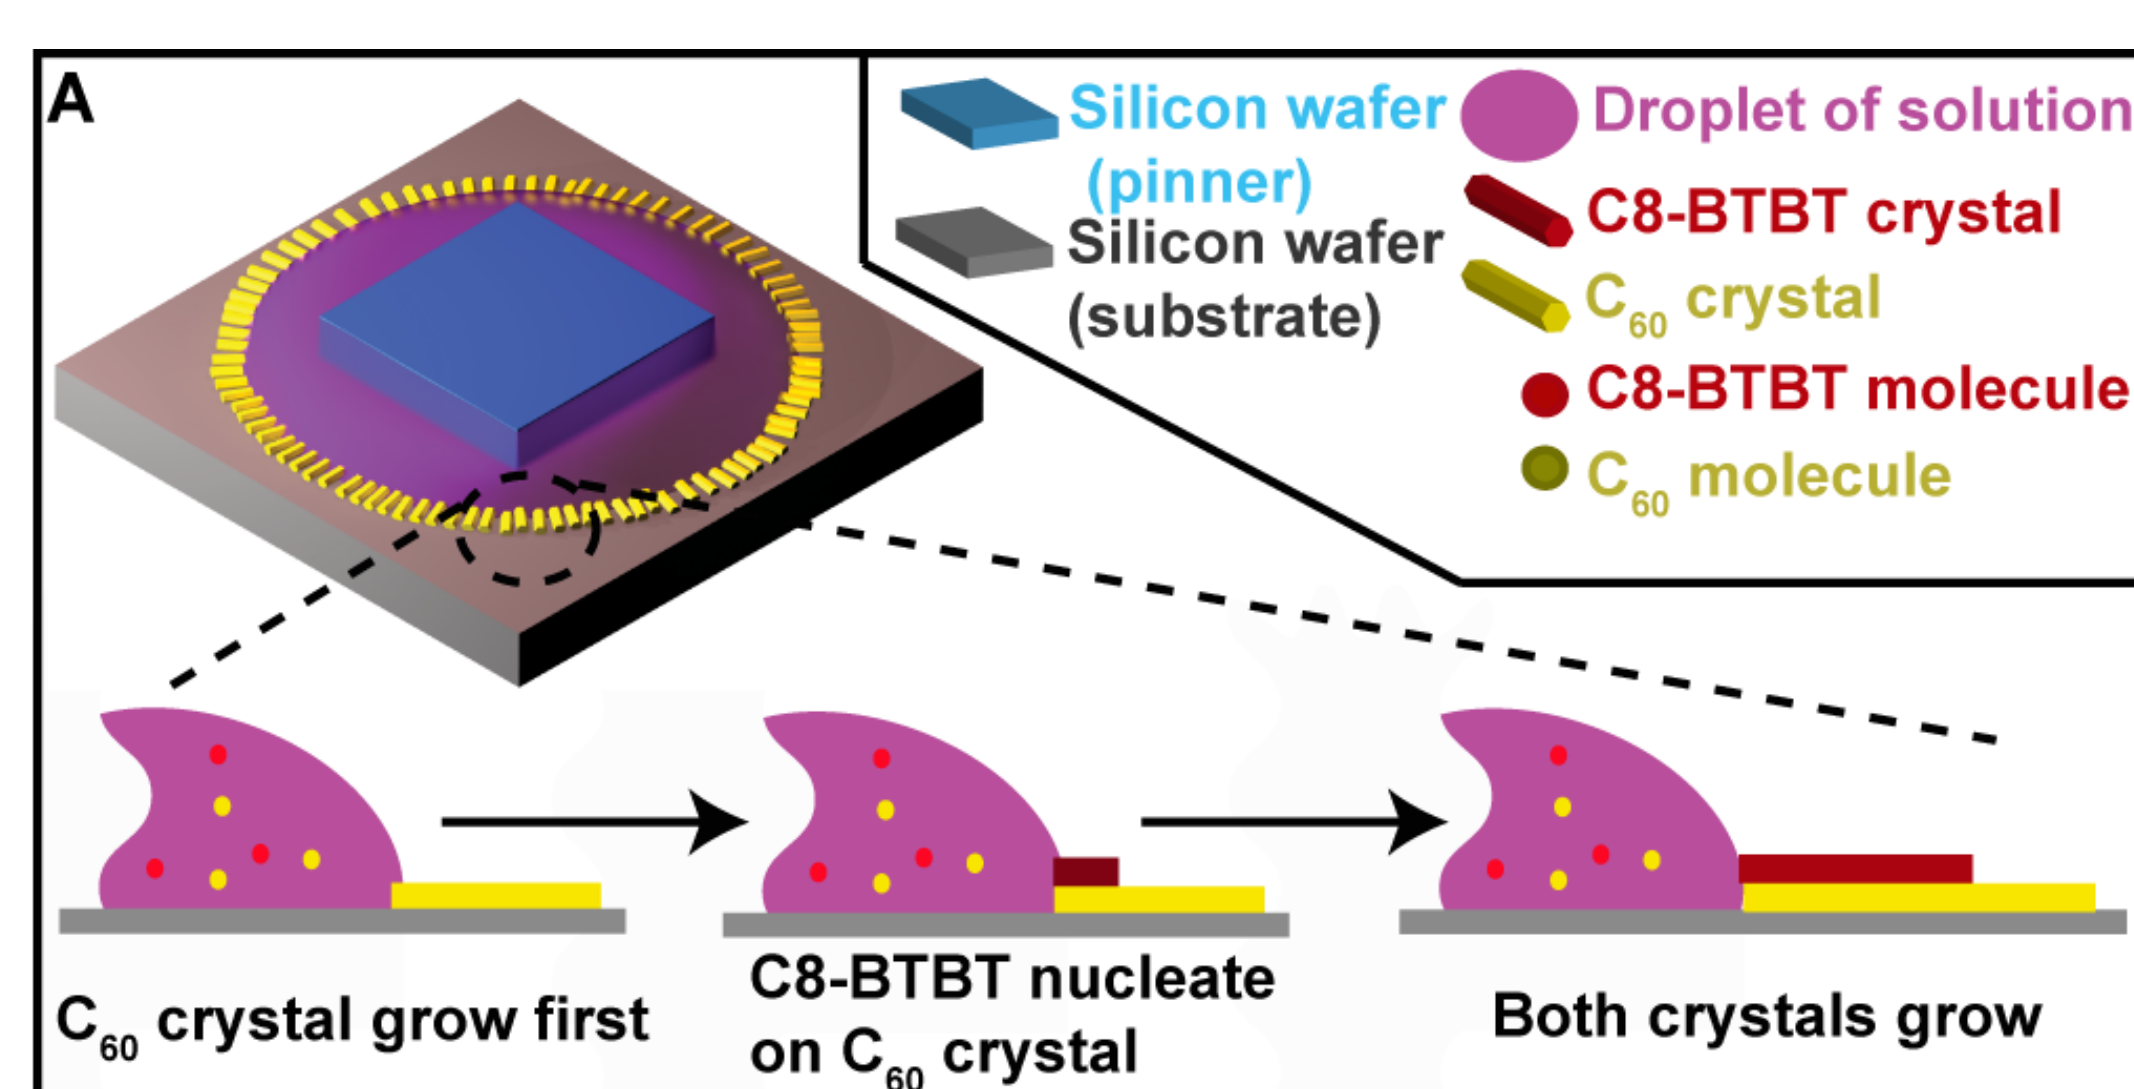 A
Silicon wafer
(pinner)
Silicon wafer
(substrate)
Droplet of solution
C8-BTBT crystal
C60 crystal
C8-BTBT molecule
C60 molecule
C60 crystal grow first
C8-BTBT nucleate
on C60 crystal
Both crystals grow